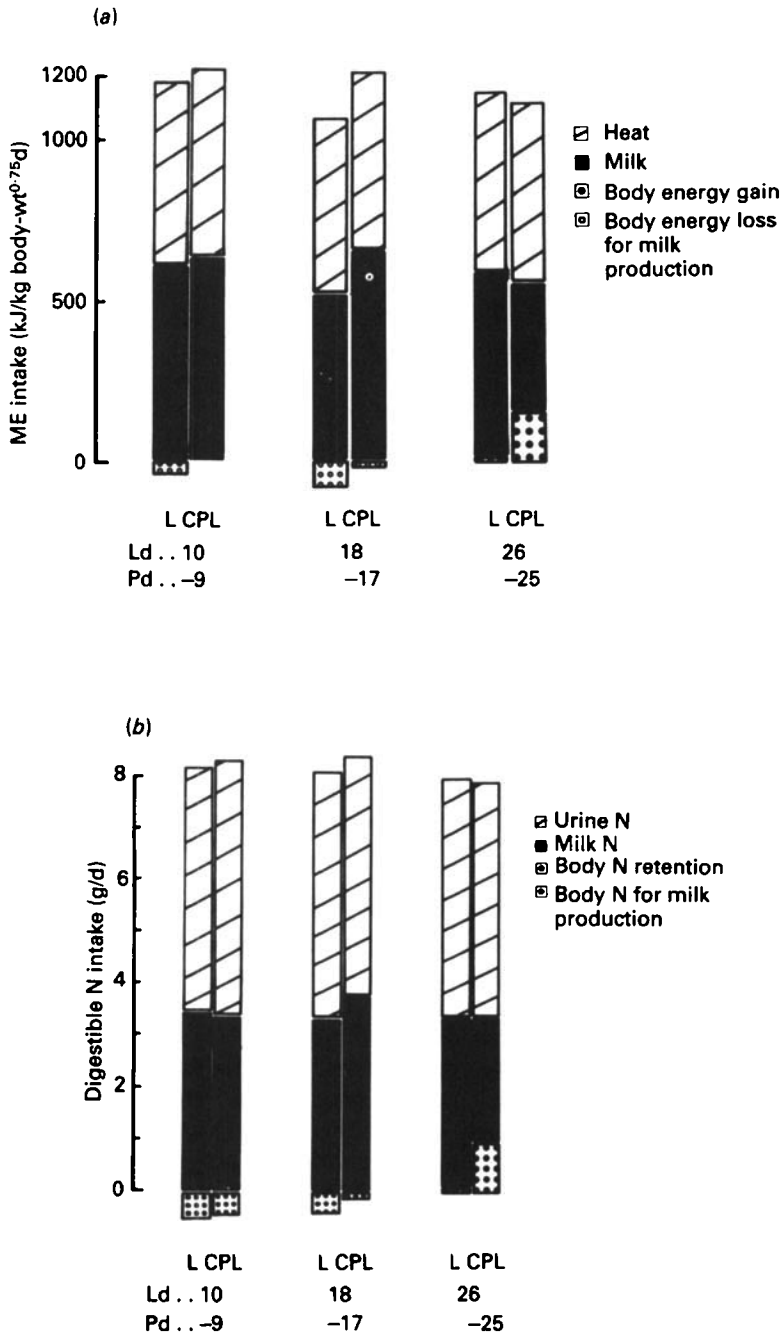 (a)
1200
1000
500
0
ME intake (kJ/kg body-wt0·75d)
Heat
Milk
Body energy gain
Body energy loss
for milk
production
L CPL L CPL L CPL
Ld . . 10 18 26
Pd . . –9 –17 –25
(b)
8
6
4
2
0
Digestible N intake (g/d)
Urine N
Milk N
Body N retention
Body N for milk
production
L CPL L CPL L CPL
Ld . . 10 18 26
Pd . . –9 –17 –25